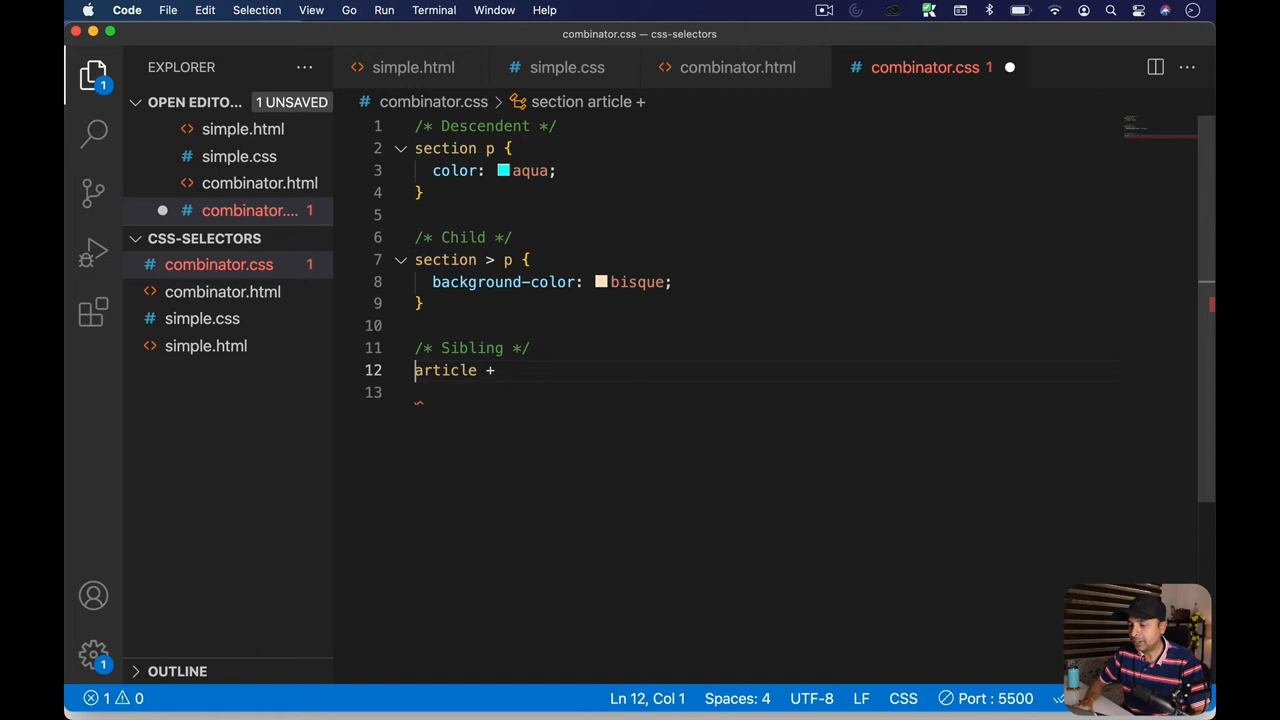 Code File Edit Selection View Go Run Terminal Window Help
combinator.css — css-selectors
EXPLORER
simple.html simple.css combinator.html combinator.css 1
OPEN EDITO... 1 UNSAVED
combinator.css > section article +
simple.html
simple.css
combinator.html
combinator.... 1
CSS-SELECTORS
combinator.css 1
combinator.html
simple.css
simple.html
OUTLINE
1 /* Descendent */
2 section p {
3 color: aqua;
4 }
5
6 /* Child */
7 section > p {
8 background-color: bisque;
9 }
10
11 /* Sibling */
12 article +
13
1
1
1 0 Ln 12, Col 1 Spaces: 4 UTF-8 LF CSS Port : 5500